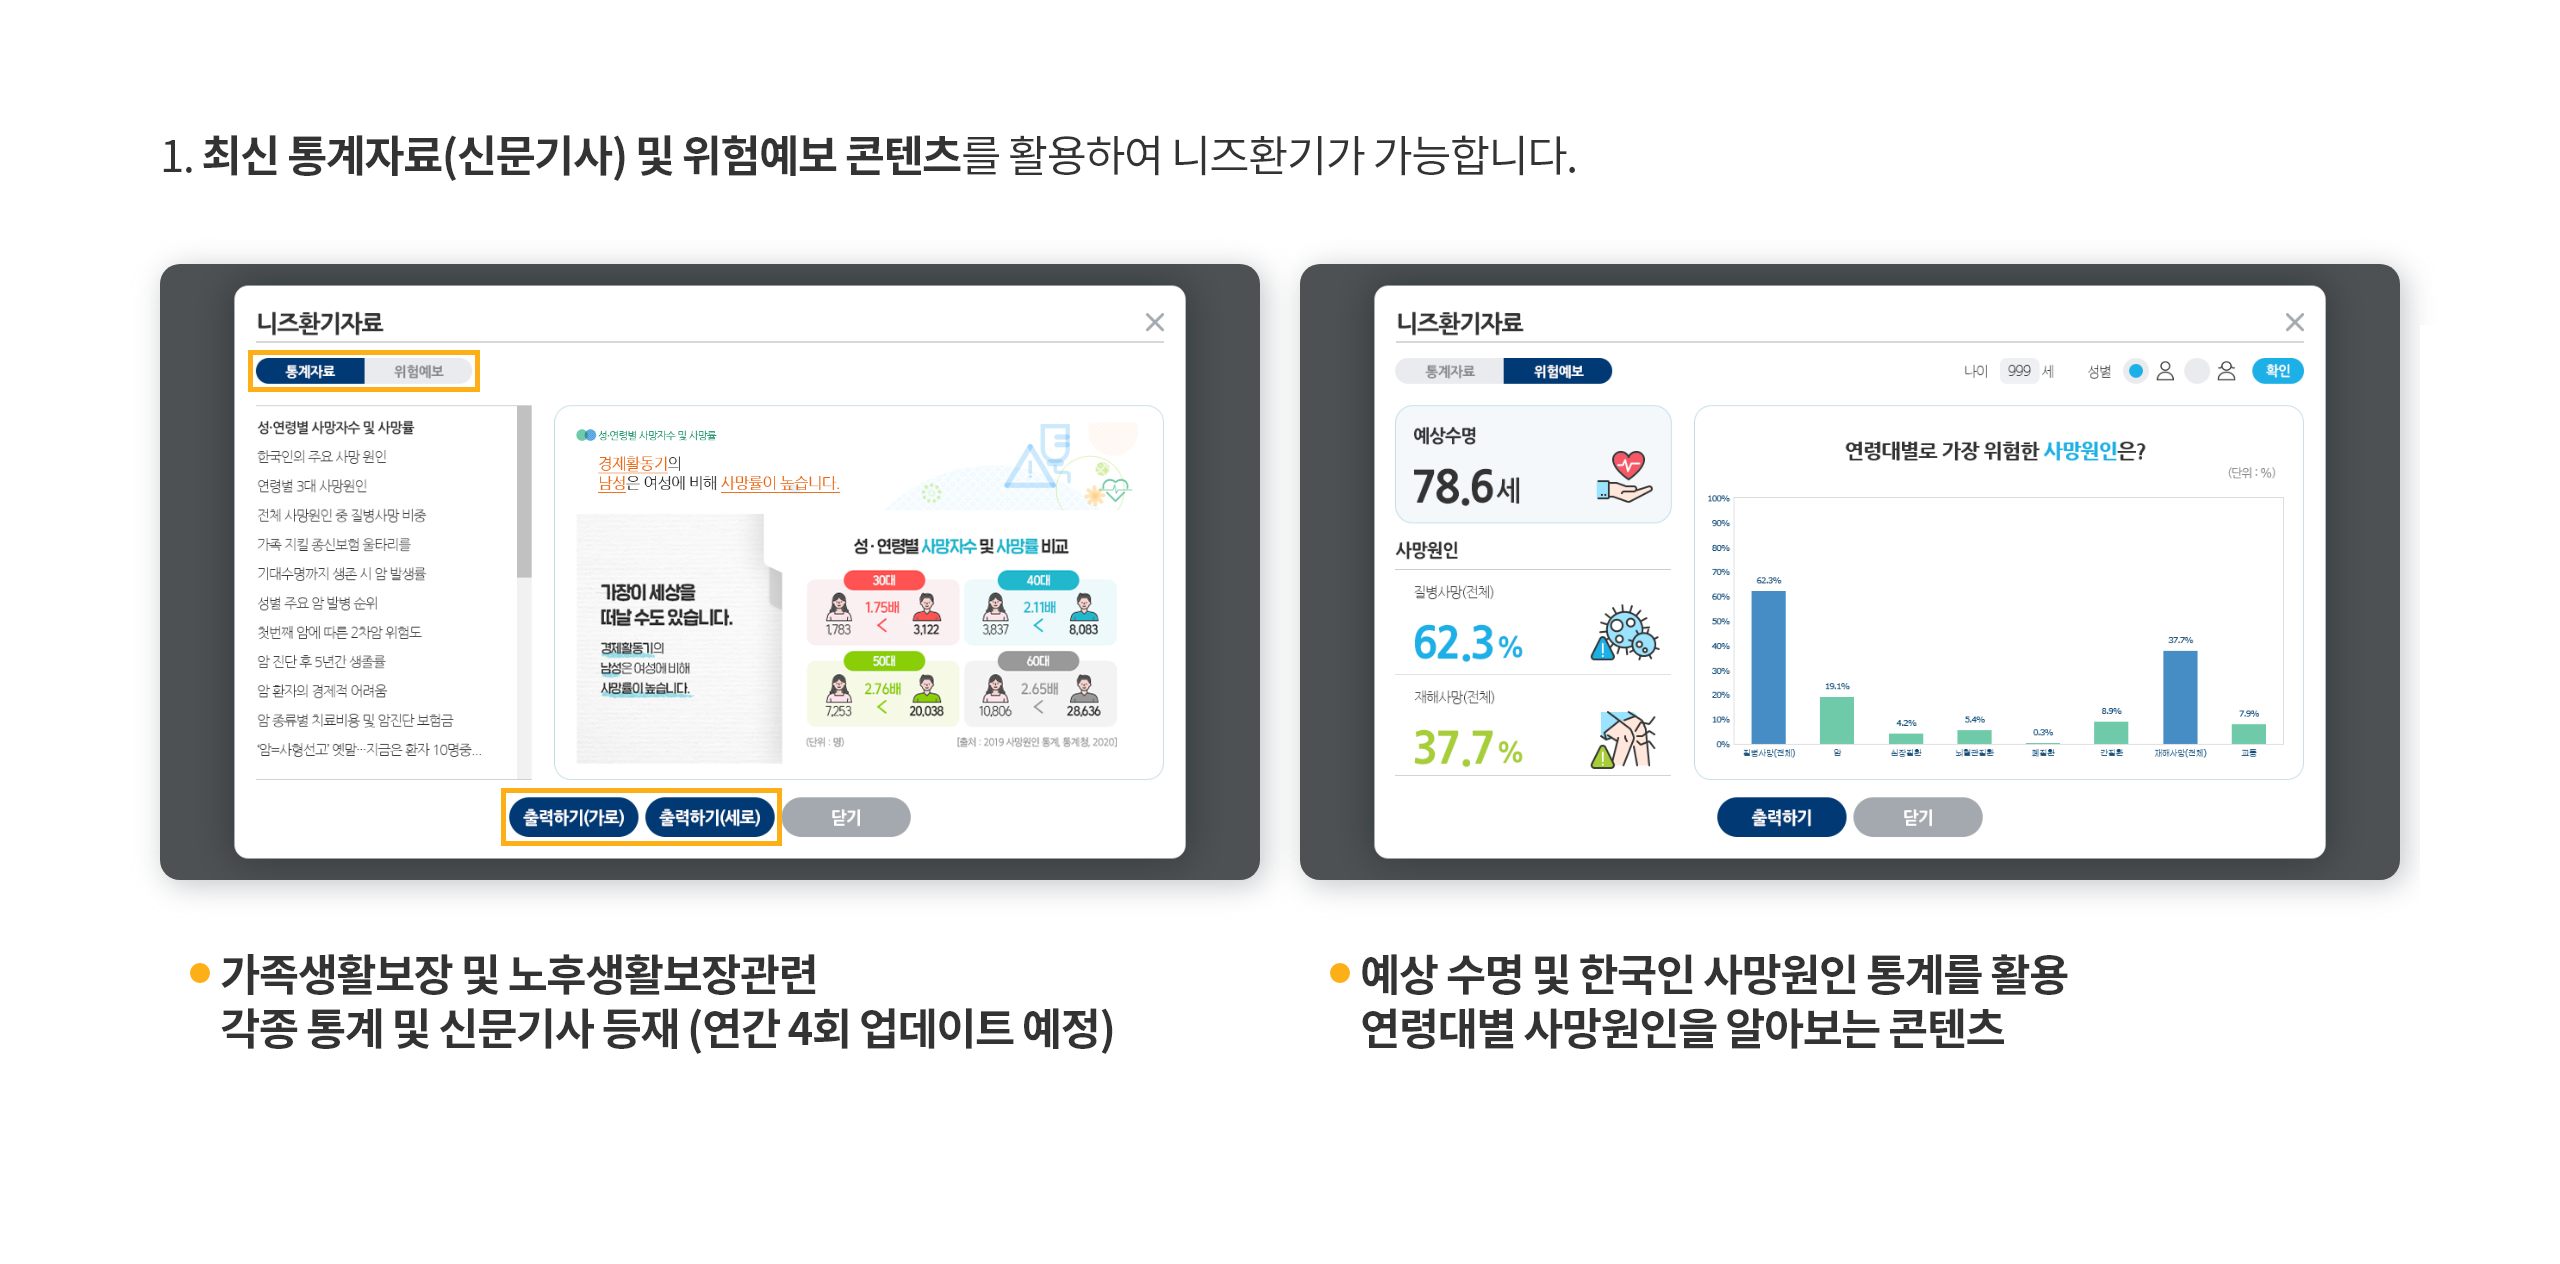 1. 최신 통계자료(신문기사) 및 위험예보 콘텐츠를 활용하여 니즈환기가 가능합니다.
니즈환기자료
통계자료 위험예보
성·연령별 사망자수 및 사망률
한국인의 주요 사망 원인
연령별 3대 사망원인
전체 사망원인 중 질병사망 비중
가족 지킬 종신보험 울타리를
기대수명까지 생존 시 암 발생률
성별 주요 암 발병 순위
첫번째 암에 따른 2차암 위험도
암 진단 후 5년간 생존률
암 환자의 경제적 어려움
암 종류별 치료비용 및 암진단 보험금
'암=사형선고' 옛말…지금은 환자 10명중...
성·연령별 사망자수 및 사망률
경제활동기의
남성은 여성에 비해 사망률이 높습니다.
가장이 세상을
떠날 수도 있습니다.
경제활동기의
남성은 여성에 비해
사망률이 높습니다.
성·연령별 사망자수 및 사망률 비교
30대
1.75배
1,783 < 3,122
40대
2.11배
3,837 < 8,083
50대
2.76배
7,253 < 20,038
60대
2.65배
10,806 < 28,636
(단위 : 명) [출처 : 2019 사망원인 통계, 통계청, 2020]
출력하기(가로) 출력하기(세로) 닫기
니즈환기자료
통계자료 위험예보 나이 999 세 성별 확인
예상수명
78.6세
사망원인
질병사망(전체)
62.3%
재해사망(전체)
37.7%
연령대별로 가장 위험한 사망원인은?
(단위 : %)
100%
90%
80%
70%
60%
50%
40%
30%
20%
10%
0%
62.3% 19.1% 4.2% 5.4% 0.3% 8.9% 37.7% 7.9%
질병사망(전체) 암 심장질환 뇌혈관질환 폐질환 간질환 재해사망(전체) 교통
출력하기 닫기
가족생활보장 및 노후생활보장관련
각종 통계 및 신문기사 등재 (연간 4회 업데이트 예정)
예상 수명 및 한국인 사망원인 통계를 활용
연령대별 사망원인을 알아보는 콘텐츠